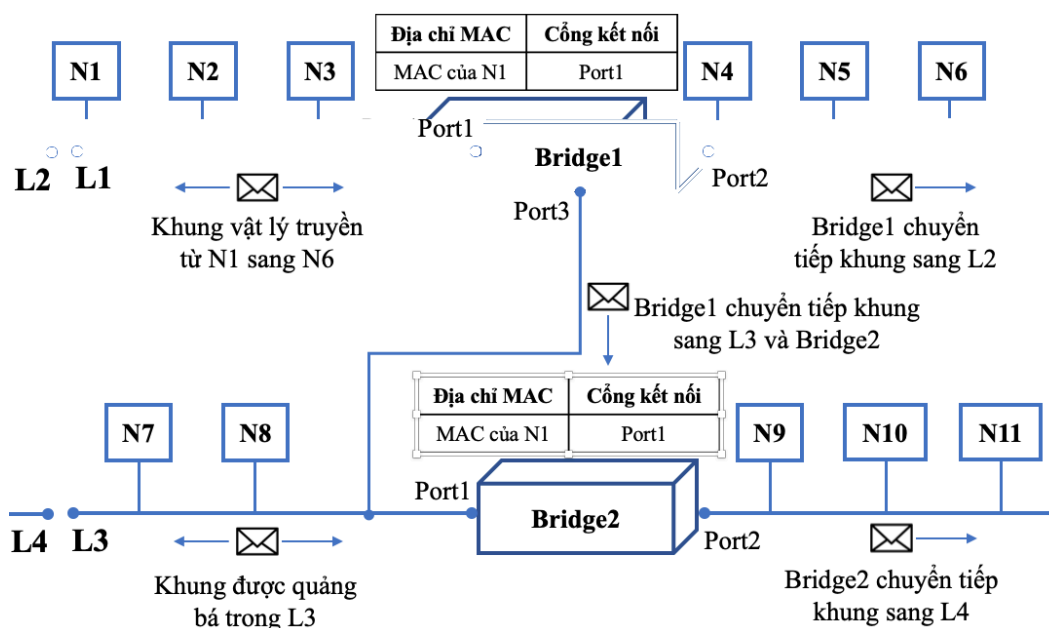 Địa chỉ MAC Cổng kết nối
MAC của N1 Port1
N1 N2 N3 N4 N5 N6
Port1
Bridge1
Port2
L2 L1
Port3
Khung vật lý truyền
từ N1 sang N6
Bridge1 chuyển
tiếp khung sang L2
Bridge1 chuyển tiếp khung
sang L3 và Bridge2
Địa chỉ MAC Cổng kết nối
MAC của N1 Port1
N7 N8 N9 N10 N11
Port1
Bridge2
Port2
L4 L3
Khung được quảng
bá trong L3
Bridge2 chuyển tiếp
khung sang L4